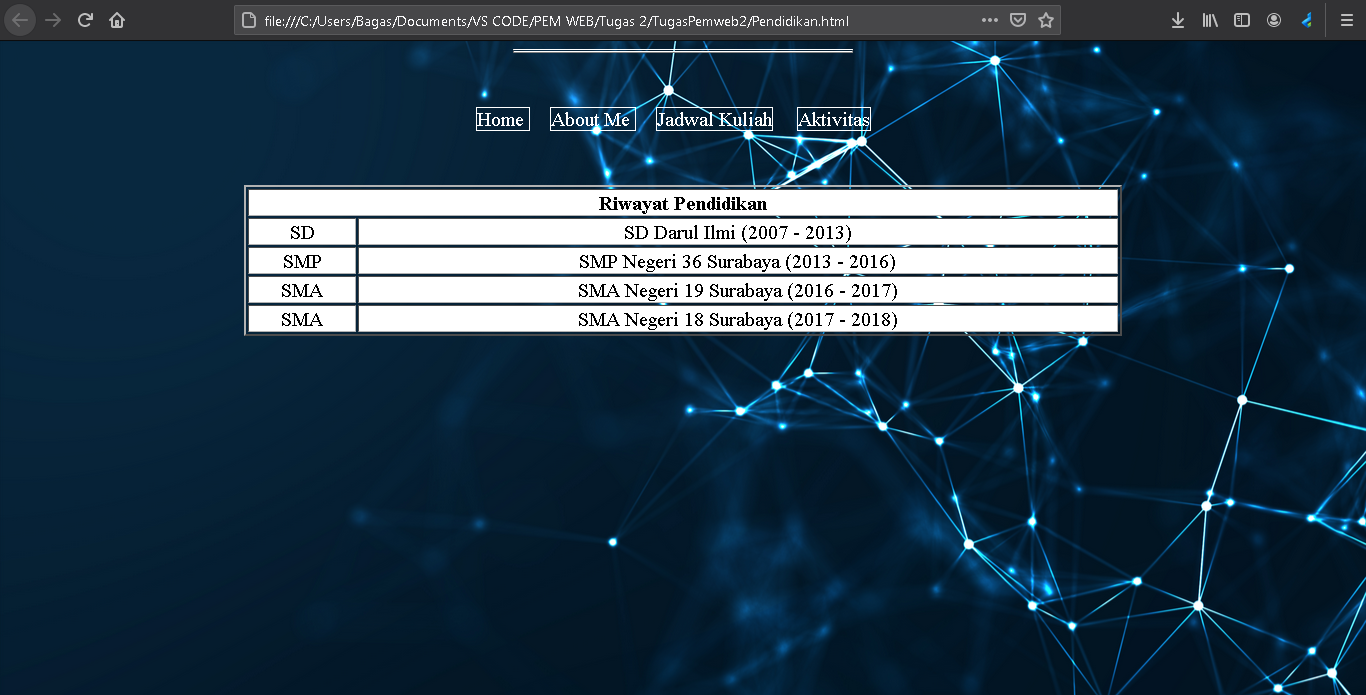 file:///C:/Users/Bagas/Documents/VS CODE/PEM WEB/Tugas 2/TugasPemweb2/Pendidikan.html
Home About Me Jadwal Kuliah Aktivitas
Riwayat Pendidikan
SD SD Darul Ilmi (2007 - 2013)
SMP SMP Negeri 36 Surabaya (2013 - 2016)
SMA SMA Negeri 19 Surabaya (2016 - 2017)
SMA SMA Negeri 18 Surabaya (2017 - 2018)